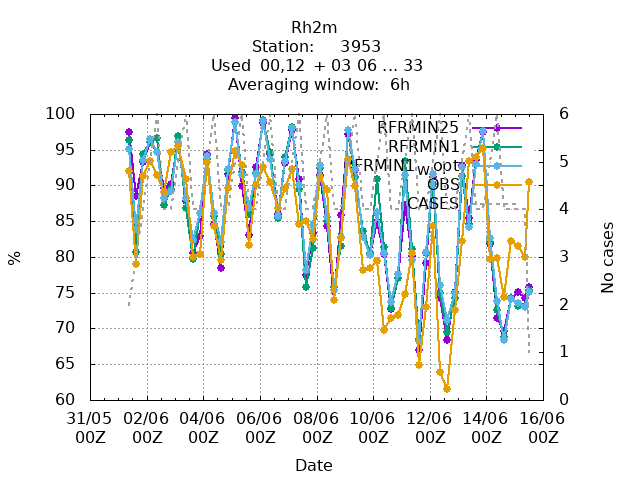 Rh2m
Station: 3953
Used 00,12 + 03 06 ... 33
Averaging window: 6h
100
95
90
85
80
75
70
65
60
%
6
5
4
3
2
1
0
No cases
RFRMIN25
RFRMIN1
RFRMIN1_w_opt
OBS
CASES
31/05 02/06 04/06 06/06 08/06 10/06 12/06 14/06 16/06
00Z 00Z 00Z 00Z 00Z 00Z 00Z 00Z 00Z
Date